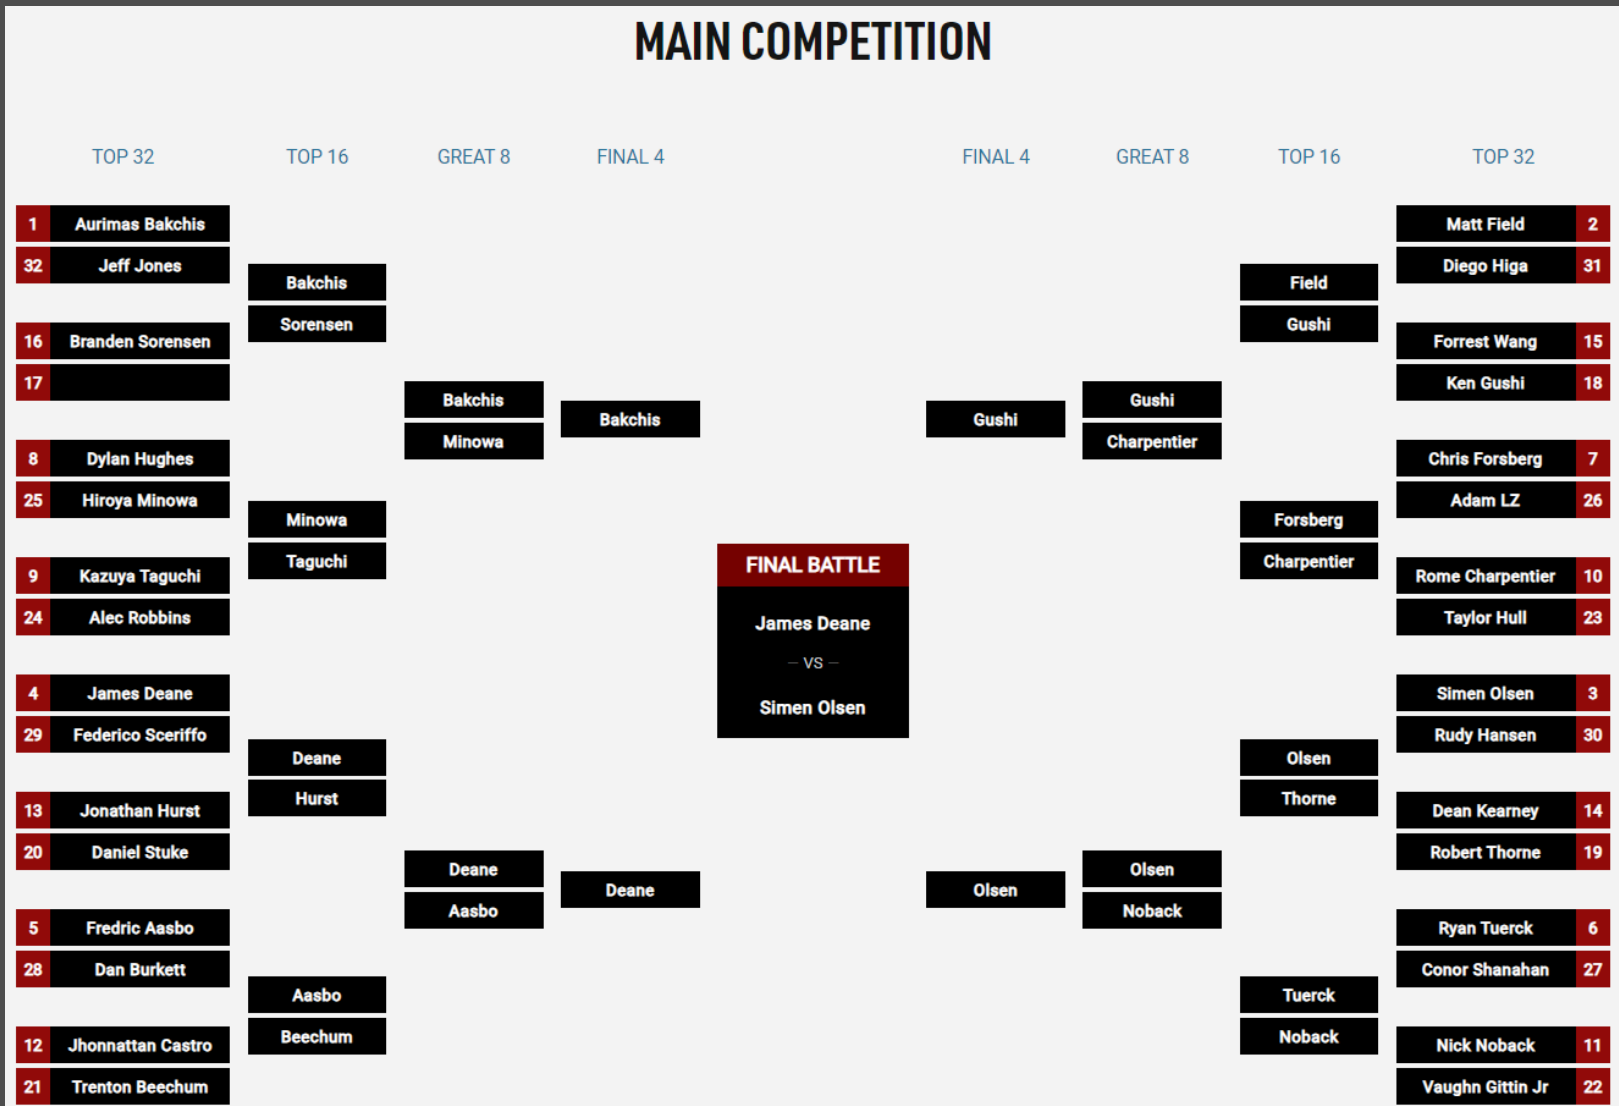 MAIN COMPETITION
TOP 32
TOP 16
GREAT 8
FINAL 4
FINAL 4
GREAT 8
TOP 16
TOP 32
1 Aurimas Bakchis
32 Jeff Jones
16 Branden Sorensen
17
8 Dylan Hughes
25 Hiroya Minowa
9 Kazuya Taguchi
24 Alec Robbins
4 James Deane
29 Federico Sceriffo
13 Jonathan Hurst
20 Daniel Stuke
5 Fredric Aasbo
28 Dan Burkett
12 Jhonnattan Castro
21 Trenton Beechum
Bakchis
Sorensen
Minowa
Taguchi
Deane
Hurst
Aasbo
Beechum
Bakchis
Minowa
Deane
Aasbo
Bakchis
Deane
FINAL BATTLE
James Deane
– VS –
Simen Olsen
Gushi
Olsen
Gushi
Charpentier
Olsen
Noback
Field
Gushi
Forsberg
Charpentier
Olsen
Thorne
Tuerck
Noback
Matt Field 2
Diego Higa 31
Forrest Wang 15
Ken Gushi 18
Chris Forsberg 7
Adam LZ 26
Rome Charpentier 10
Taylor Hull 23
Simen Olsen 3
Rudy Hansen 30
Dean Kearney 14
Robert Thorne 19
Ryan Tuerck 6
Conor Shanahan 27
Nick Noback 11
Vaughn Gittin Jr 22